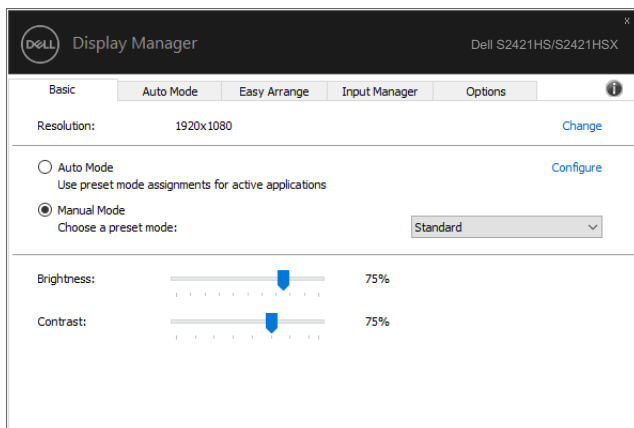 x
DELL Display Manager Dell S2421HS/S2421HSX
Basic Auto Mode Easy Arrange Input Manager Options i
Resolution: 1920x1080 Change
Auto Mode Configure
Use preset mode assignments for active applications
Manual Mode
Choose a preset mode: Standard
Brightness: 75%
Contrast: 75%